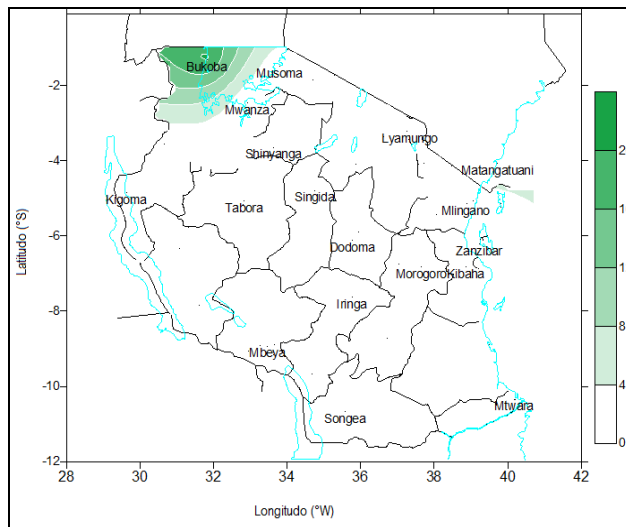 Bukoba
Musoma
-2
Mwanza
Lyamungo
Shinyanga
-4
Matangatuani
Kigoma
Tabora
Singida
Mlingano
-6
Dodoma
Zanzibar
Morogoro
Kibaha
Iringa
-8
Mbeya
-10
Mtwara
Songea
-12
28
30
32
34
36
38
40
42
Latitudo (°S)
Longitudo (°W)
2
1
1
8
4
0